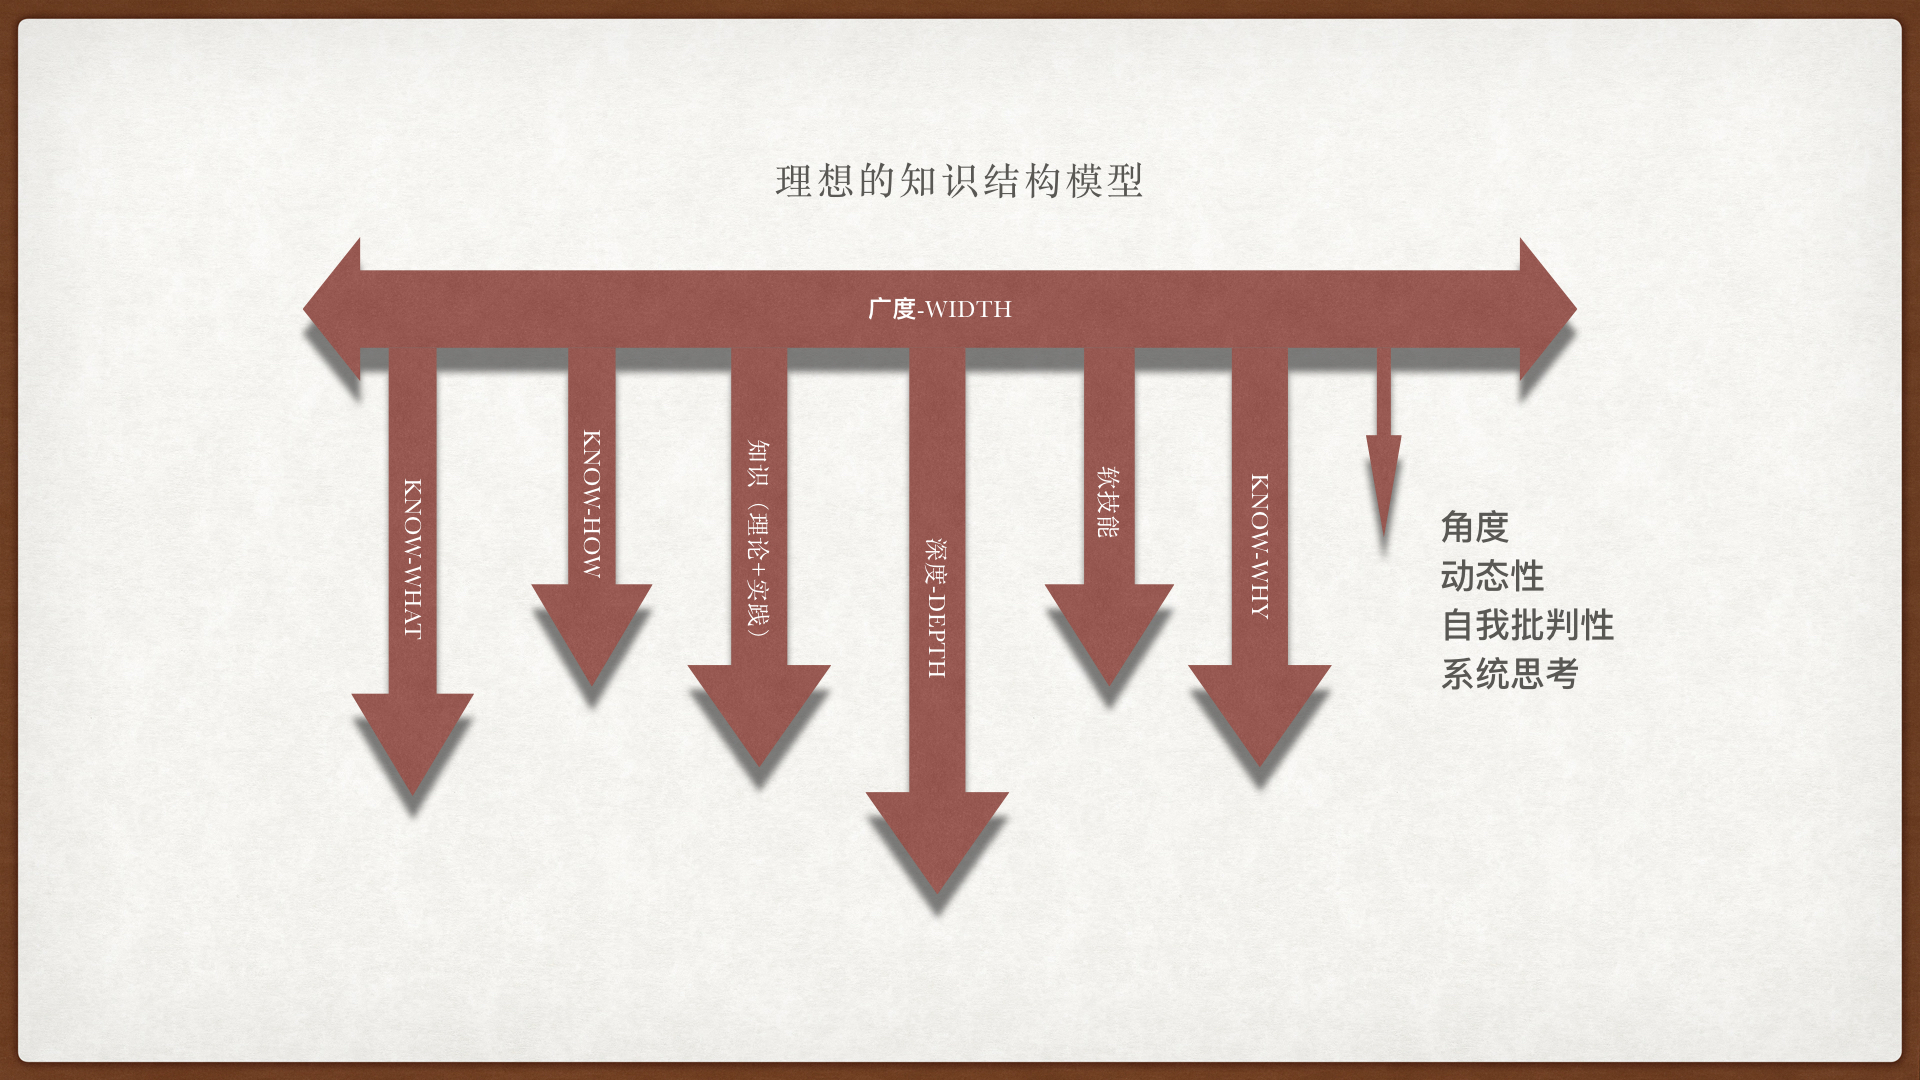 理想的知识结构模型
广度-WIDTH
KNOW-WHAT
KNOW-HOW
知识（理论+实践）
深度-DEPTH
软技能
KNOW-WHY
角度
动态性
自我批判性
系统思考